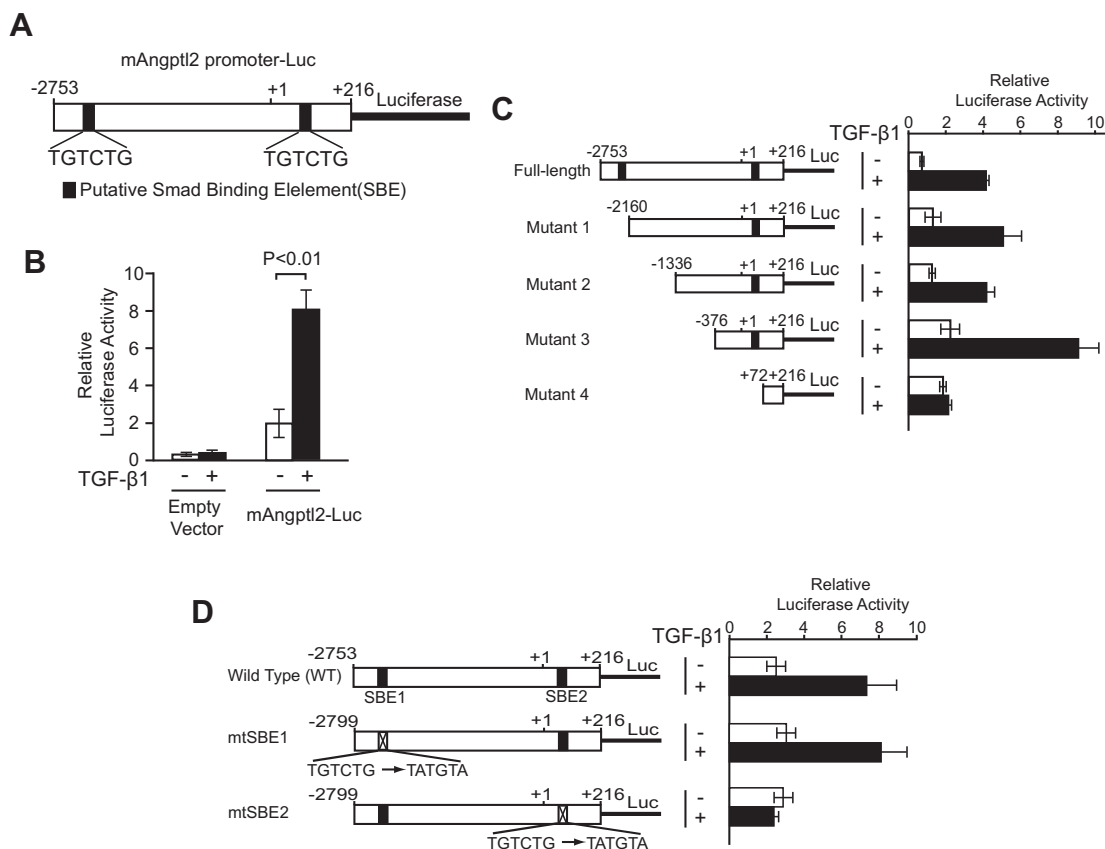 A
mAngptl2 promoter-Luc
-2753 +1 +216
Luciferase
TGTCTG TGTCTG
Putative Smad Binding Elelement(SBE)
B
P<0.01
Relative
Luciferase Activity
10
8
6
4
2
0
TGF-β1 - + - +
Empty
Vector
mAngptl2-Luc
C
Relative
Luciferase Activity
TGF-β1 0 2 4 6 8 10
Full-length -2753 +1 +216 Luc - +
Mutant 1 -2160 +1 +216 Luc - +
Mutant 2 -1336 +1 +216 Luc - +
Mutant 3 -376 +1 +216 Luc - +
Mutant 4 +72 +216 Luc - +
D
Relative
Luciferase Activity
TGF-β1 0 2 4 6 8 10
Wild Type (WT) -2753 +1 +216 Luc - +
SBE1 SBE2
mtSBE1 -2799 +1 +216 Luc - +
TGTCTG → TATGTA
mtSBE2 -2799 +1 +216 Luc - +
TGTCTG → TATGTA